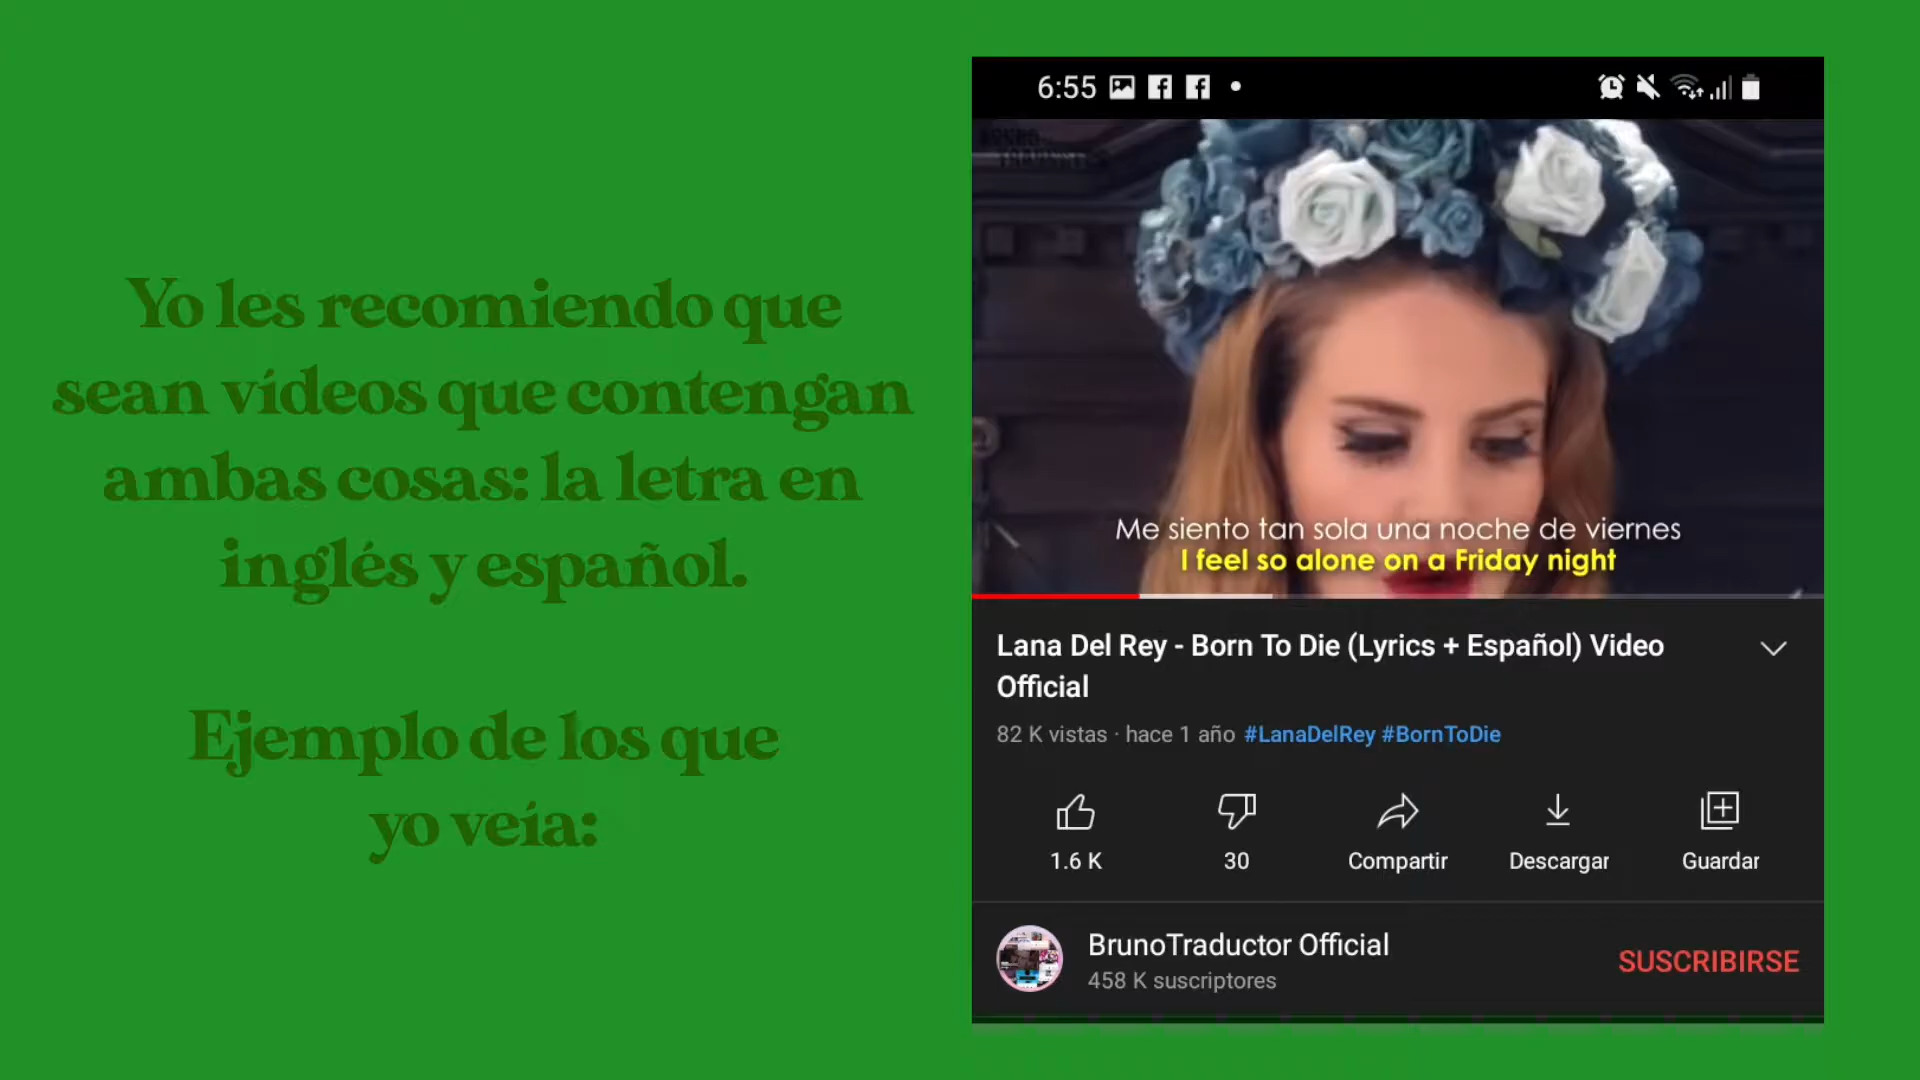 Yo les recomiendo que
sean vídeos que contengan
ambas cosas: la letra en
inglés y español.
Ejemplo de los que
yo veía:
6:55
Me siento tan sola una noche de viernes
I feel so alone on a Friday night
Lana Del Rey - Born To Die (Lyrics + Español) Video
Official
82 K vistas · hace 1 año #LanaDelRey #BornToDie
1.6 K 30 Compartir Descargar Guardar
BrunoTraductor Official
458 K suscriptores
SUSCRIBIRSE